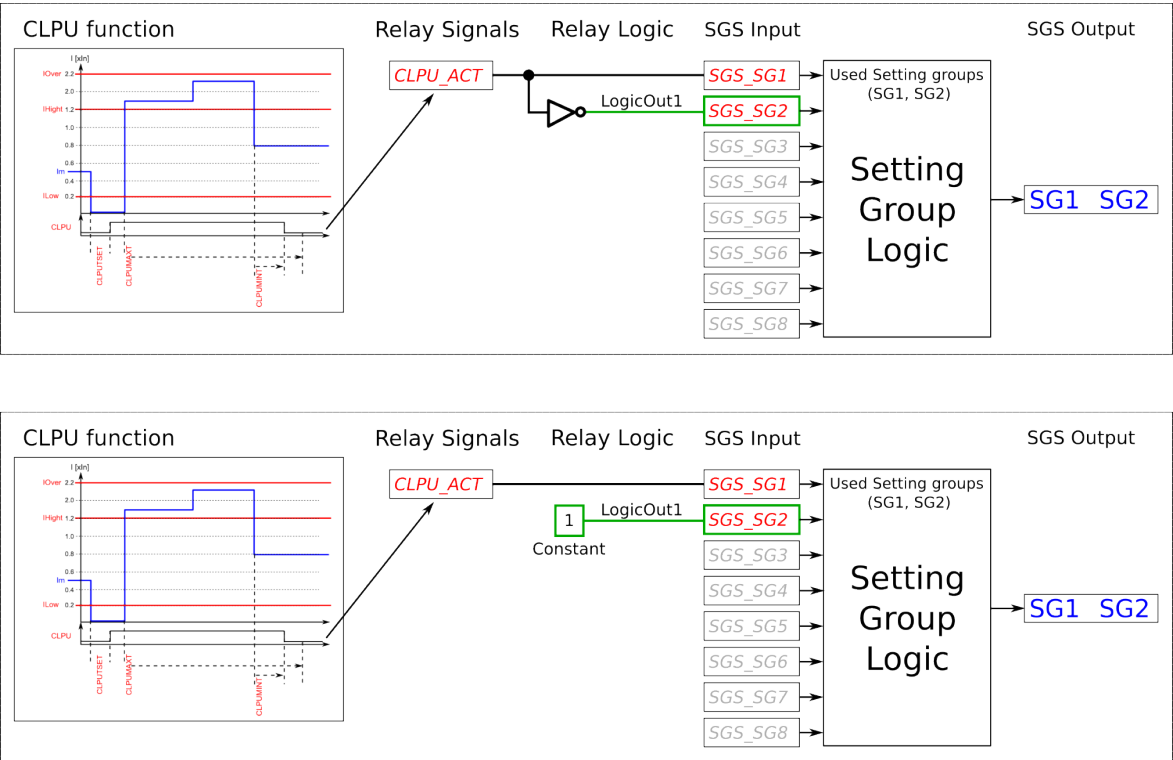 CLPU function
Relay Signals
Relay Logic
SGS Input
SGS Output
I [xIn]
IOver 2.2
2.0
IHight 1.2
1.0
0.8
0.6
Im
0.4
ILow 0.2
CLPU
CLPUTSET
CLPUMAXT
CLPUMINT
CLPU_ACT
LogicOut1
SGS_SG1
SGS_SG2
SGS_SG3
SGS_SG4
SGS_SG5
SGS_SG6
SGS_SG7
SGS_SG8
Used Setting groups
(SG1, SG2)
Setting
Group
Logic
SG1 SG2
CLPU function
Relay Signals
Relay Logic
SGS Input
SGS Output
I [xIn]
IOver 2.2
2.0
IHight 1.2
1.0
0.8
0.6
Im
0.4
ILow 0.2
CLPU
CLPUTSET
CLPUMAXT
CLPUMINT
CLPU_ACT
1
Constant
LogicOut1
SGS_SG1
SGS_SG2
SGS_SG3
SGS_SG4
SGS_SG5
SGS_SG6
SGS_SG7
SGS_SG8
Used Setting groups
(SG1, SG2)
Setting
Group
Logic
SG1 SG2